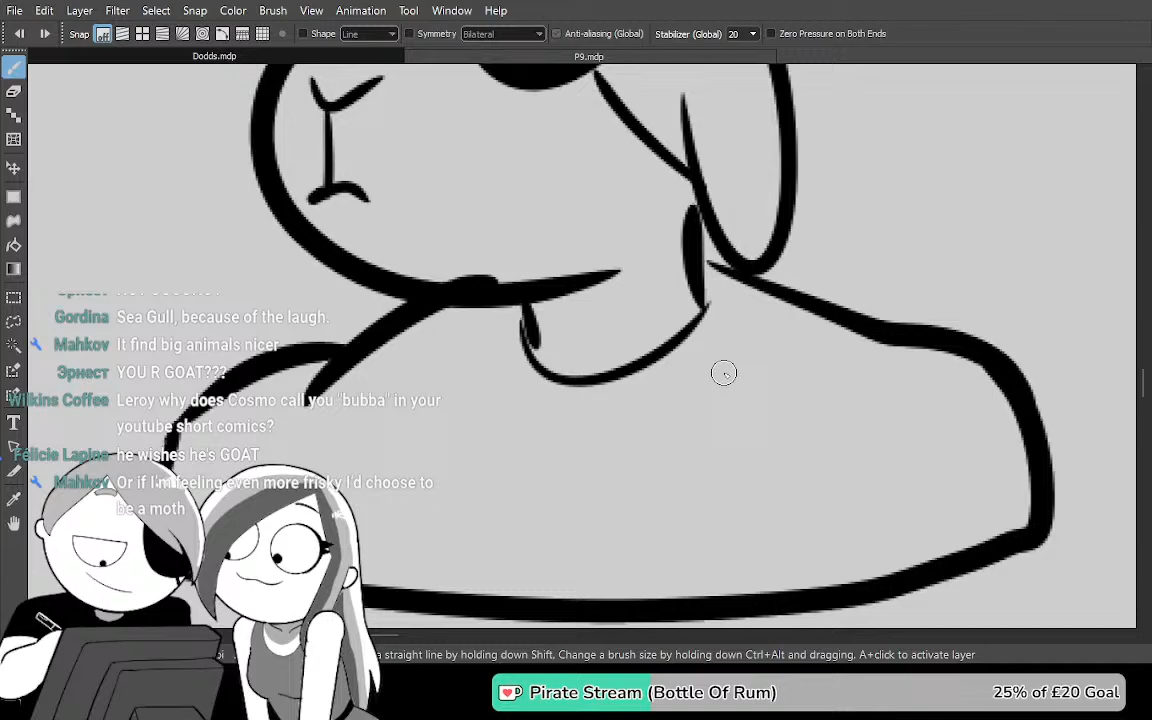 File Edit Layer Filter Select Snap Color Brush View Animation Tool Window Help
Snap off Shape Line Symmetry Bilateral Anti-aliasing (Global) Stabilizer (Global) 20 Zero Pressure on Both Ends
Dodds.mdp P9.mdp
Gordina Sea Gull, because of the laugh.
Mahkov It find big animals nicer
Эрнест YOU R GOAT???
Wilkins Coffee Leroy why does Cosmo call you "bubba" in your
youtube short comics?
Félicie Lapine he wishes he's GOAT
Mahkov Or if I'm feeling even more frisky I'd choose to
be a moth
a straight line by holding down Shift. Change a brush size by holding down Ctrl+Alt and dragging. A+click to activate layer
Pirate Stream (Bottle Of Rum) 25% of £20 Goal